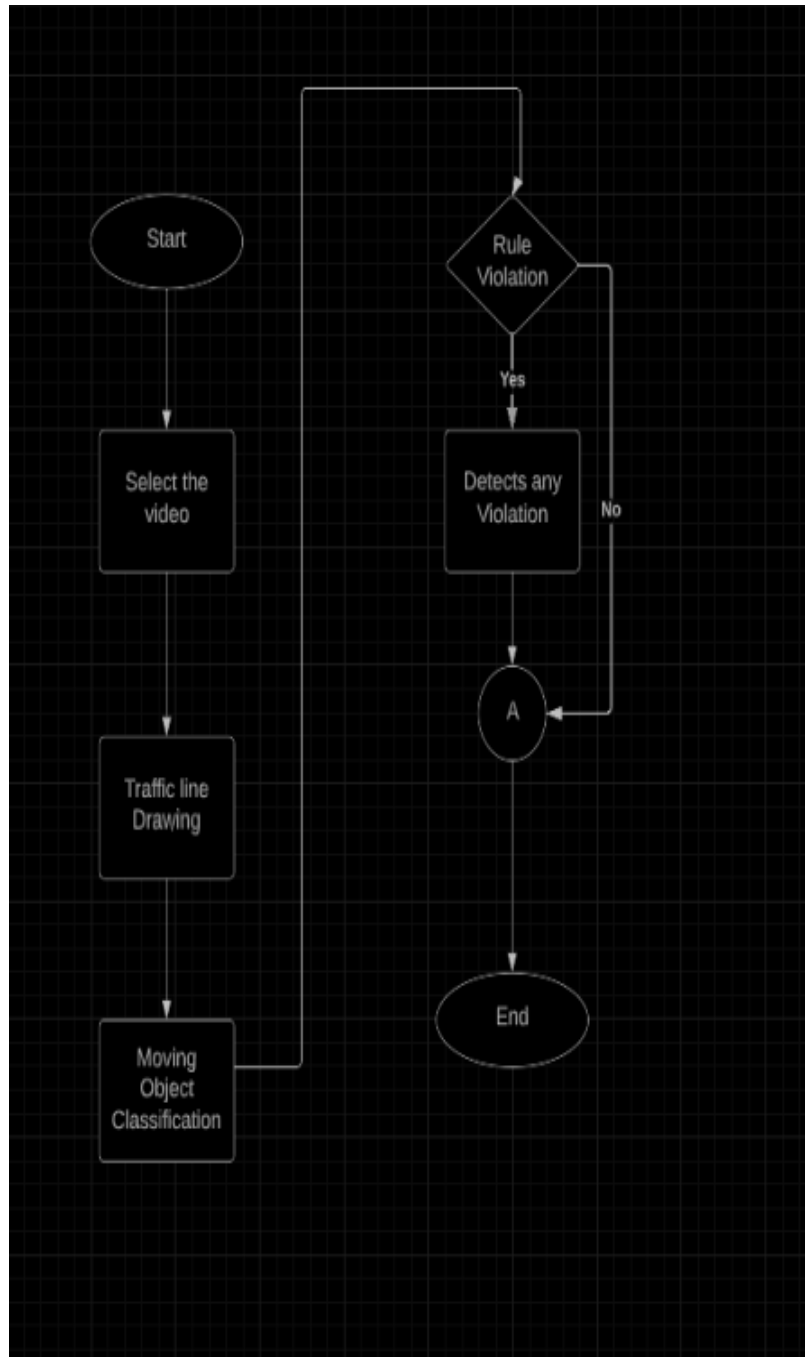 Start
Select the
video
Traffic line
Drawing
Moving
Object
Classification
Rule
Violation
Yes
Detects any
Violation
No
A
End